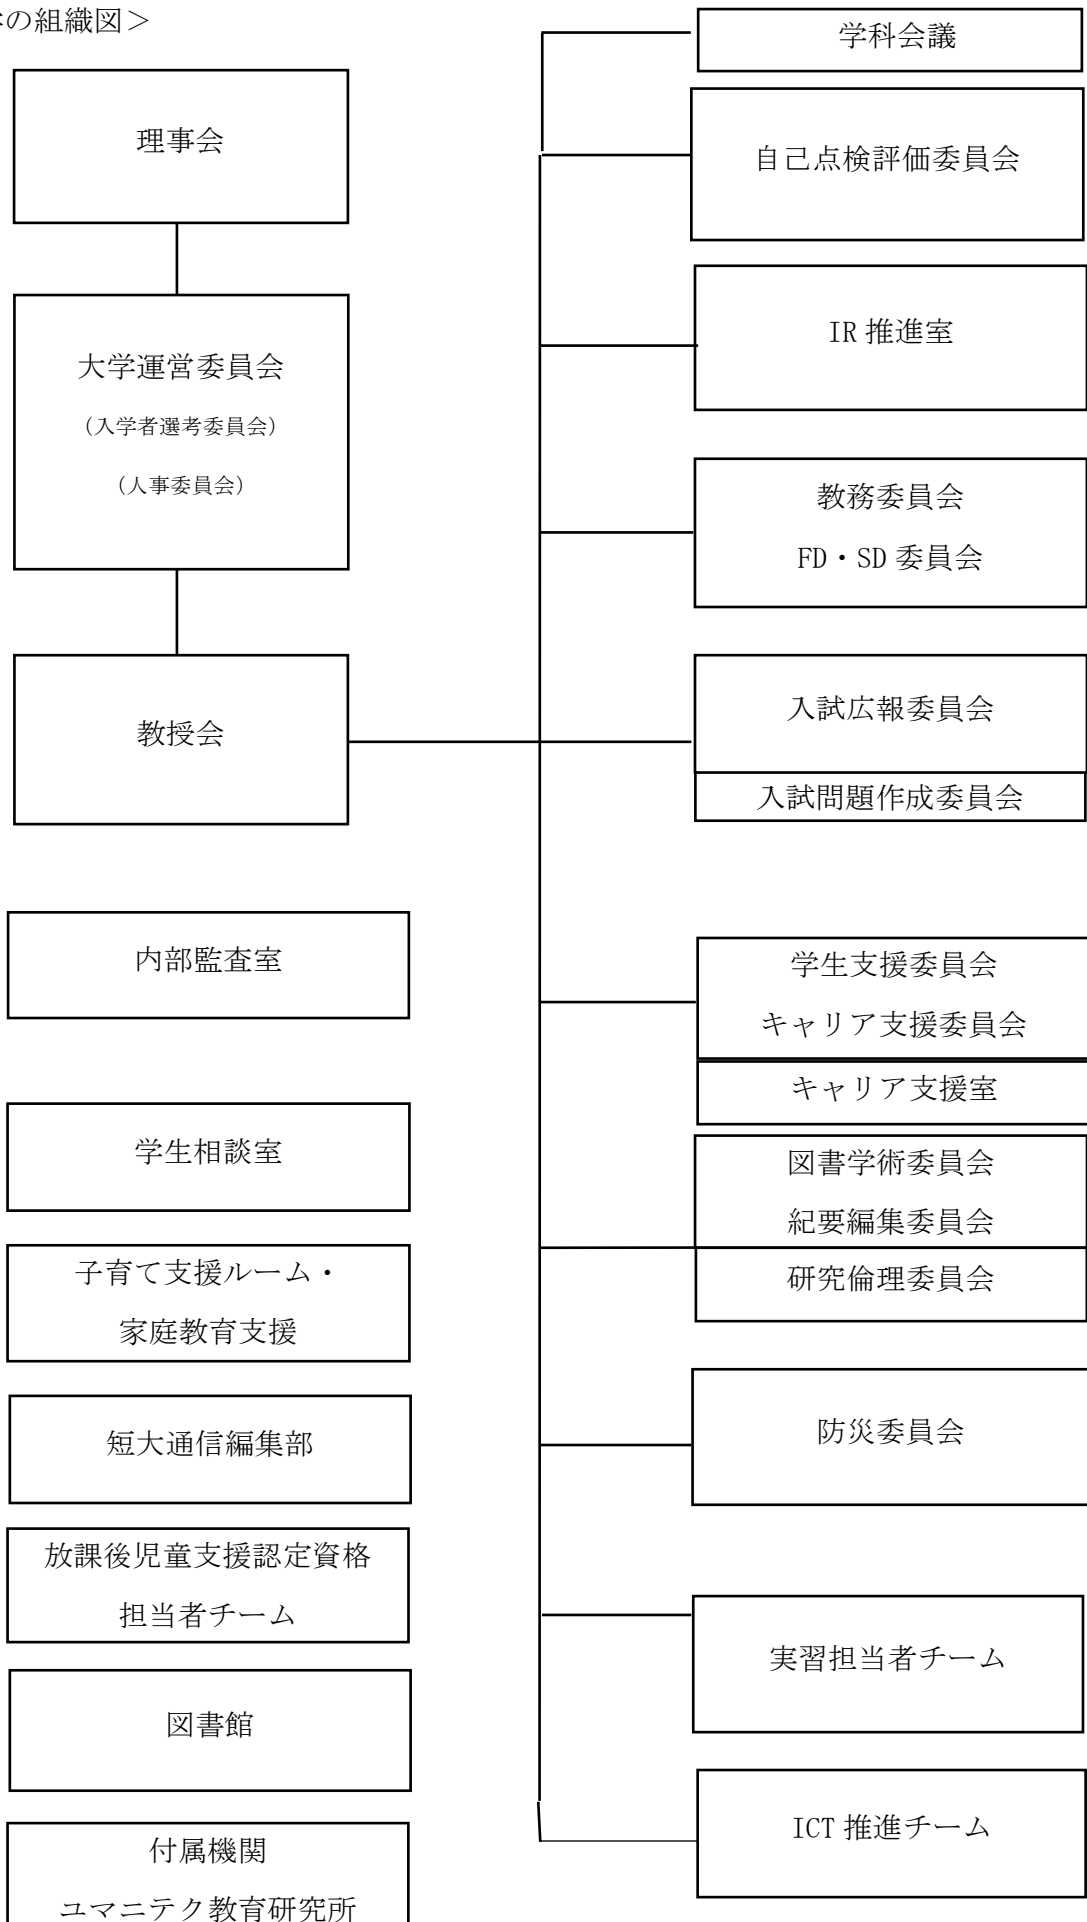 の組織図＞
理事会
大学運営委員会
（入学者選考委員会）
（人事委員会）
教授会
内部監査室
学生相談室
子育て支援ルーム・
家庭教育支援
短大通信編集部
放課後児童支援認定資格
担当者チーム
図書館
付属機関
ユマニテク教育研究所
学科会議
自己点検評価委員会
IR 推進室
教務委員会
FD・SD 委員会
入試広報委員会
入試問題作成委員会
学生支援委員会
キャリア支援委員会
キャリア支援室
図書学術委員会
紀要編集委員会
研究倫理委員会
防災委員会
実習担当者チーム
ICT 推進チーム